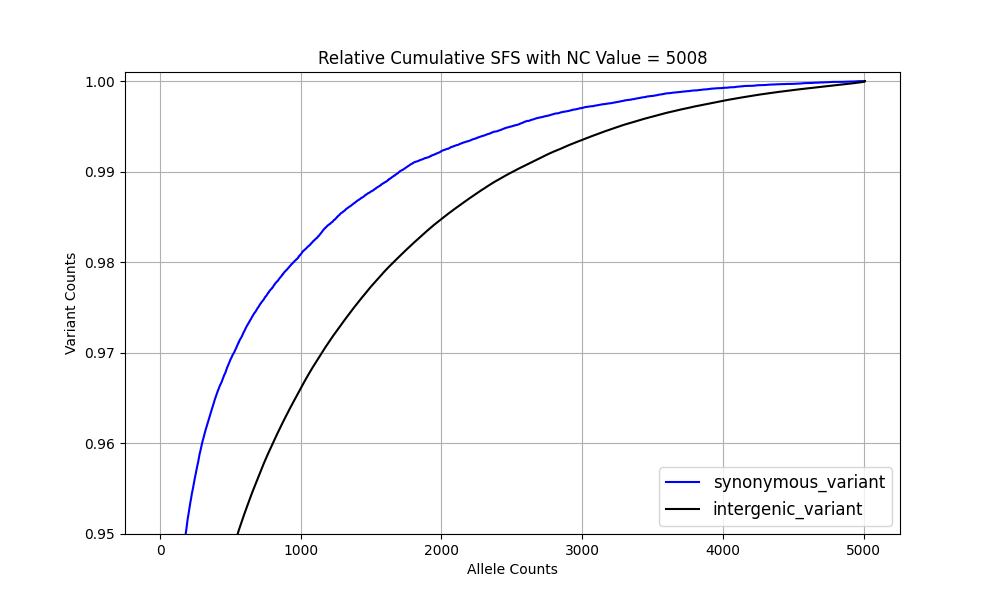 Relative Cumulative SFS with NC Value = 5008
Variant Counts
1.00
0.99
0.98
0.97
0.96
0.95
0
1000
2000
3000
4000
5000
Allele Counts
synonymous_variant
intergenic_variant